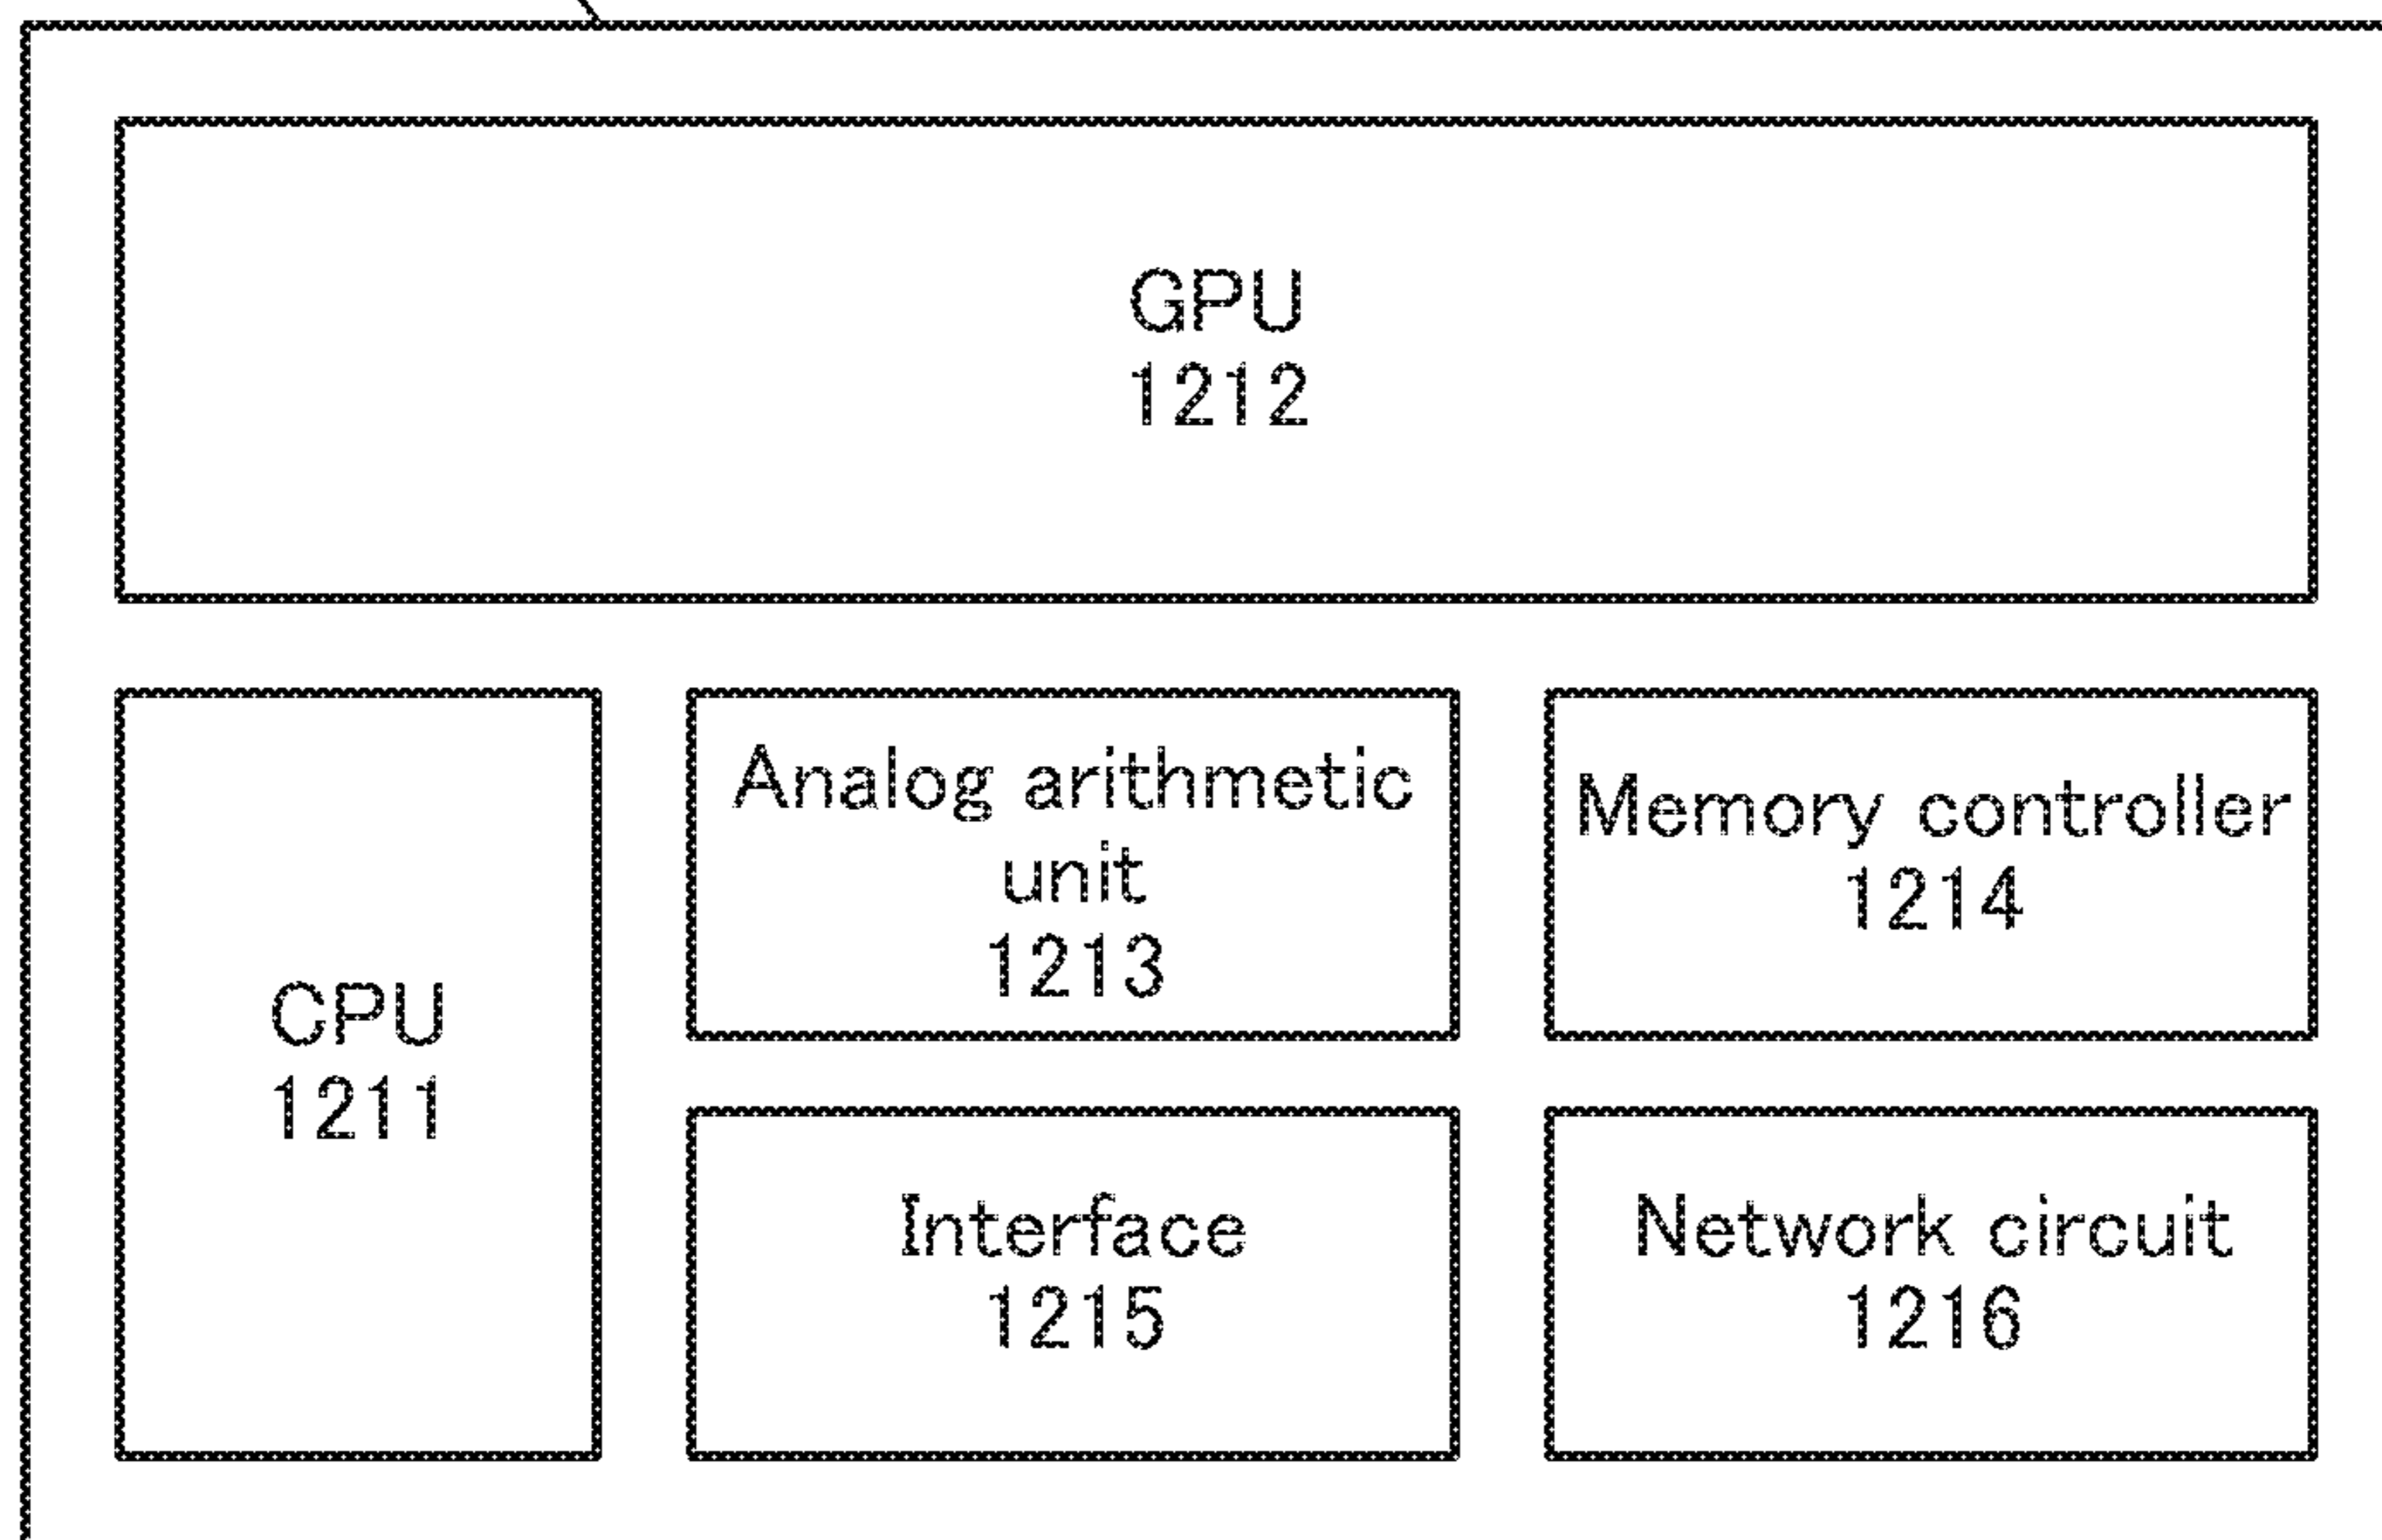 GPU
1212
CPU
1211
Analog arithmetic
unit
1213
Memory controller
1214
Interface
1215
Network circuit
1216